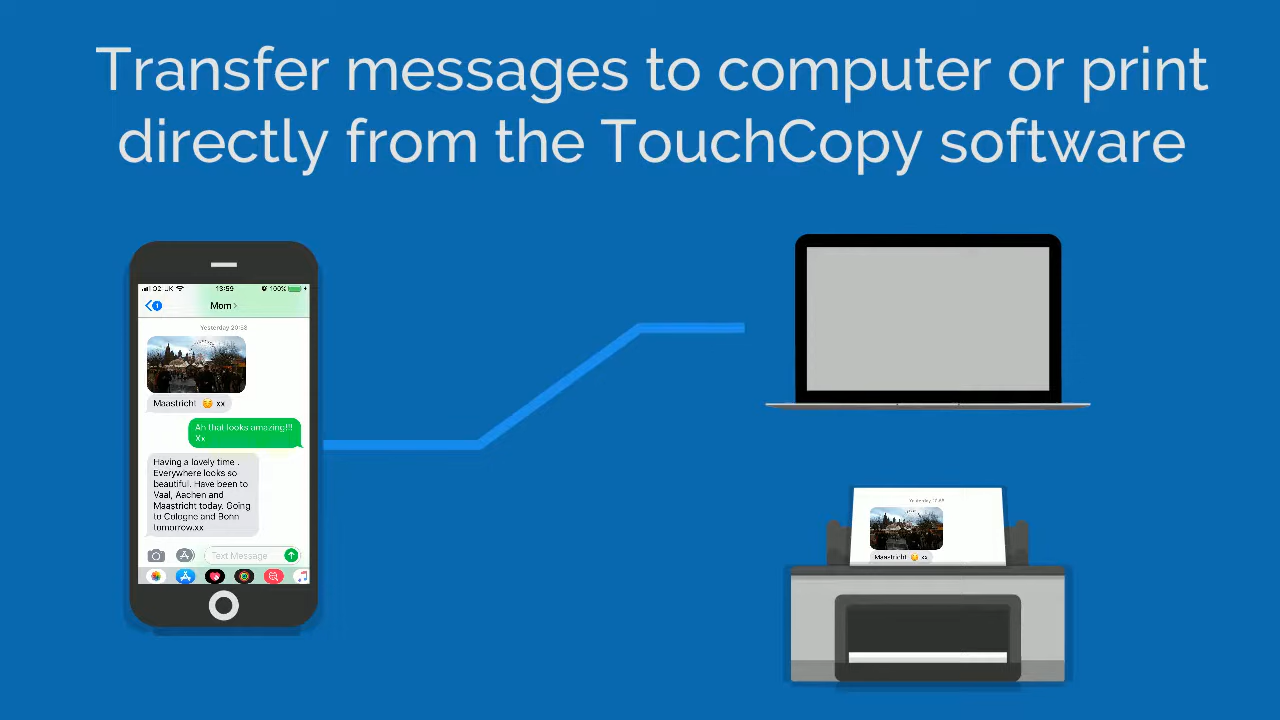 Transfer messages to computer or print
directly from the TouchCopy software
O2-UK 13:59 100%
1 Mom
Yesterday 20:58
Maastricht 😊 xx
Ah that looks amazing!!!
Xx
Having a lovely time .
Everywhere looks so
beautiful. Have been to
Vaal, Aachen and
Maastricht today. Going
to Cologne and Bonn
tomorrow.xx
Text Message
Maastricht 😊 xx